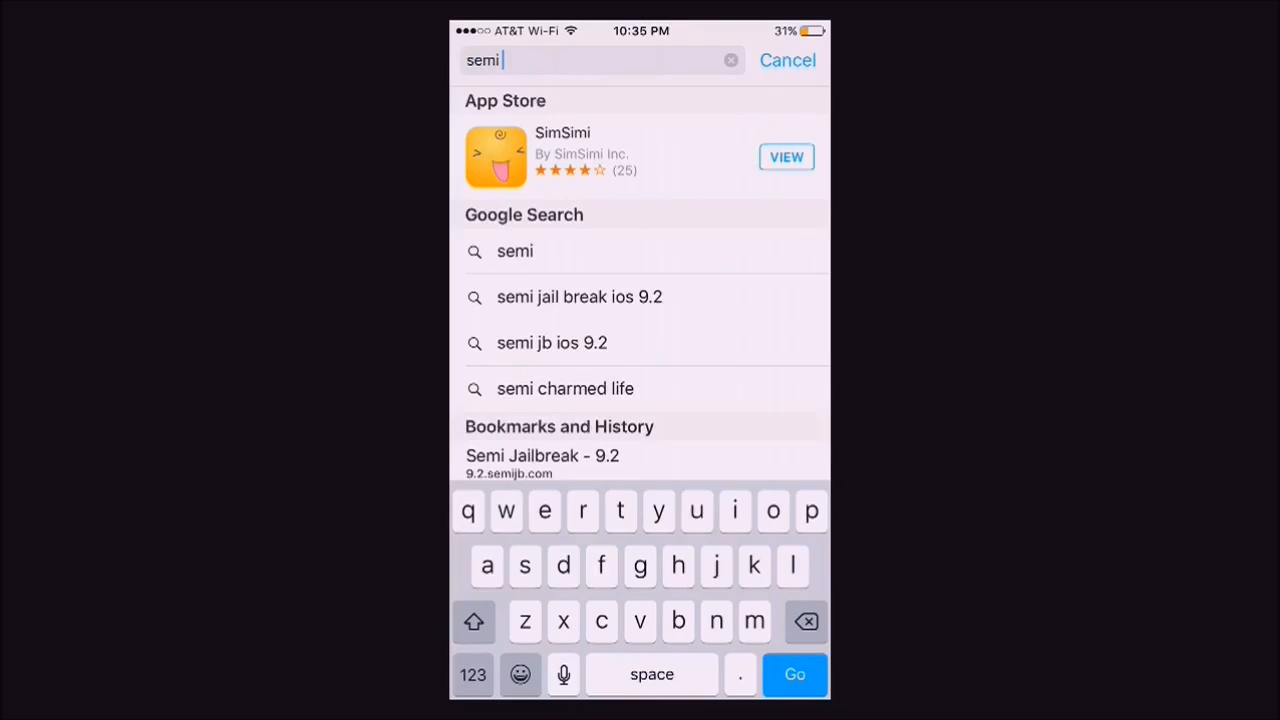 AT&T Wi-Fi 10:35 PM 31%
semi Cancel
App Store
SimSimi
By SimSimi Inc.
(25)
VIEW
Google Search
semi
semi jail break ios 9.2
semi jb ios 9.2
semi charmed life
Bookmarks and History
Semi Jailbreak - 9.2
9.2.semijb.com
q w e r t y u i o p
a s d f g h j k l
z x c v b n m
123 space . Go